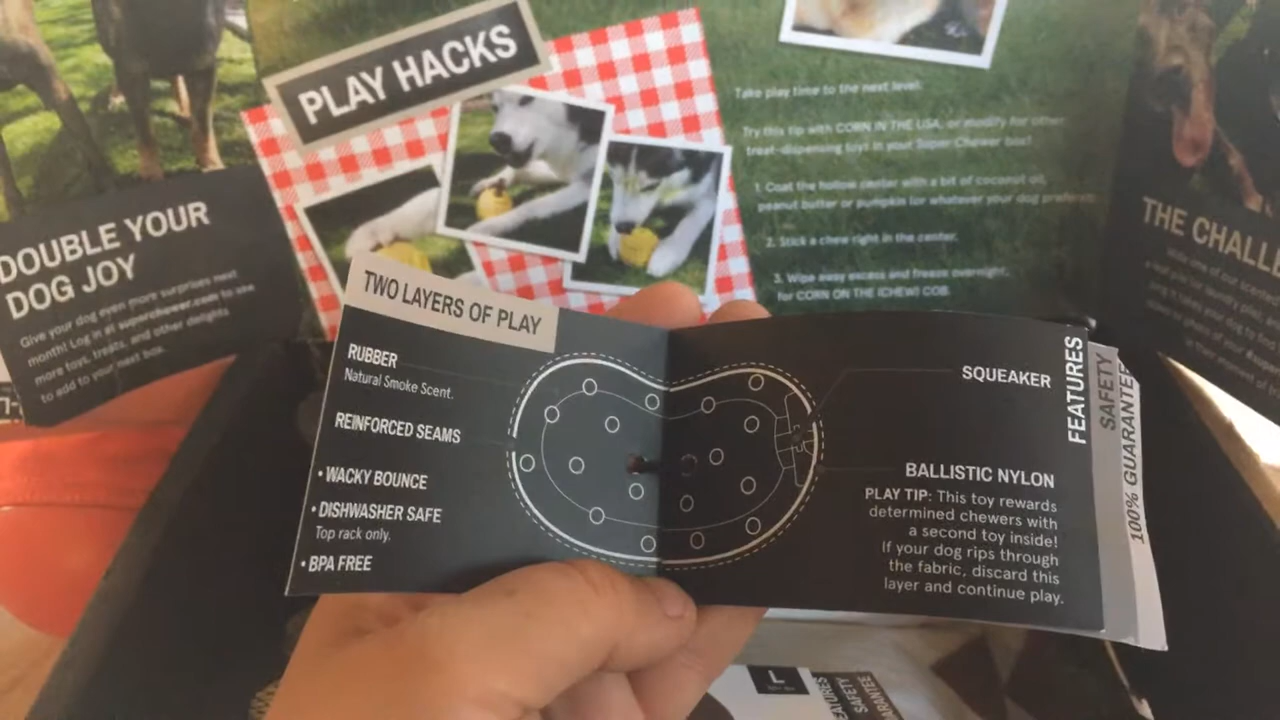 PLAY HACKS
Take play time to the next level.
Try this tip with CORN IN THE USA, or modify for other
treat-dispensing toys in your Super Chewer box!
1. Coat the hollow center with a bit of coconut oil,
peanut butter or pumpkin (or whatever your dog prefers).
2. Stick a chew right in the center.
3. Wipe away excess and freeze overnight,
for CORN ON THE (CHEW) COB.
DOUBLE YOUR
DOG JOY
Give your dog even more surprises next
month! Log in at superchewer.com to see
more toys, treats, and other delights
to add to your next box.
THE CHALL
TWO LAYERS OF PLAY
RUBBER
Natural Smoke Scent.
REINFORCED SEAMS
• WACKY BOUNCE
• DISHWASHER SAFE
Top rack only.
• BPA FREE
SQUEAKER
BALLISTIC NYLON
PLAY TIP: This toy rewards
determined chewers with
a second toy inside!
If your dog rips through
the fabric, discard this
layer and continue play.
FEATURES
SAFETY
100% GUARANTEE
L
EATURES
SAFETY
ARANTEE